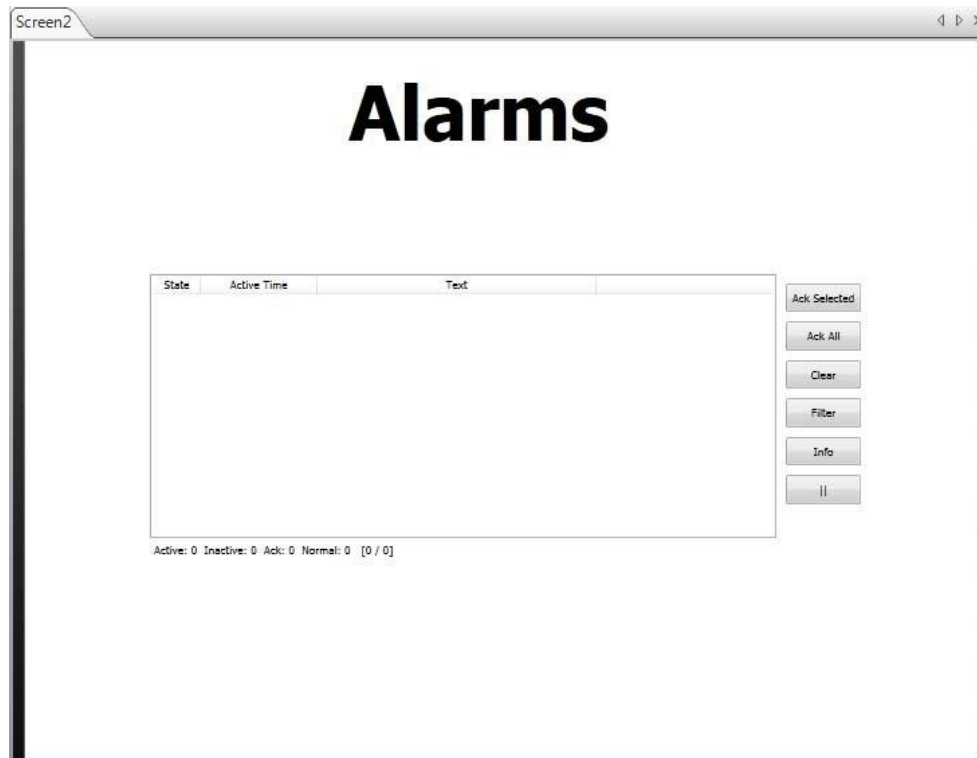 Screen2
Alarms
State Active Time Text
Ack Selected
Ack All
Clear
Filter
Info
||
Active: 0 Inactive: 0 Ack: 0 Normal: 0 [0 / 0]